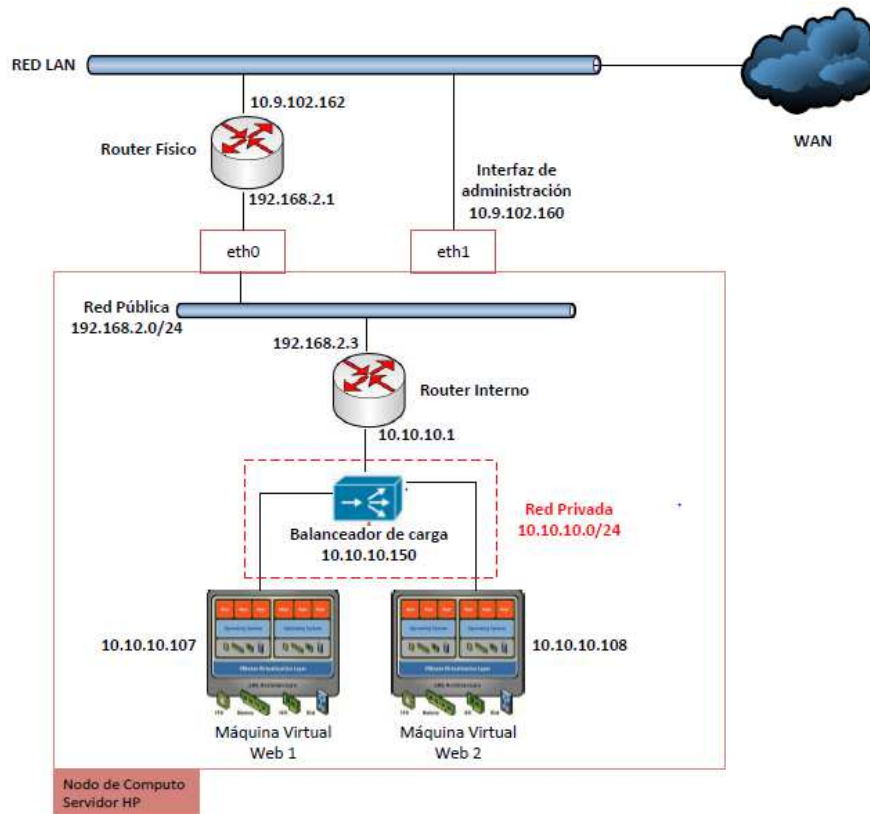 RED LAN
10.9.102.162
Router Físico
192.168.2.1
Interfaz de
administración
10.9.102.160
WAN
eth0
eth1
Red Pública
192.168.2.0/24
192.168.2.3
Router Interno
10.10.10.1
Red Privada
10.10.10.0/24
Balanceador de carga
10.10.10.150
10.10.10.107
10.10.10.108
Máquina Virtual
Web 1
Máquina Virtual
Web 2
Nodo de Computo
Servidor HP